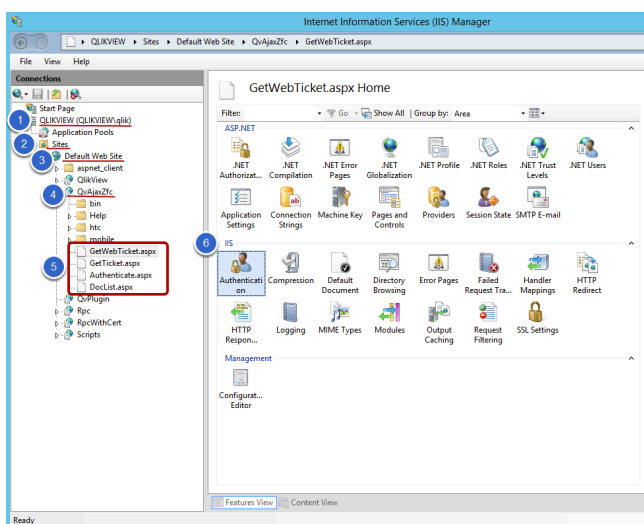 Internet Information Services (IIS) Manager
QLIKVIEW Sites Default Web Site QvAjaxZfc GetWebTicket.aspx
File View Help
Connections
Start Page
1 QLIKVIEW (QLIKVIEW\qlik)
Application Pools
2 Sites
3 Default Web Site
aspnet_client
QlikView
4 QvAjaxZfc
bin
Help
htc
mobile
5
GetWebTicket.aspx
GetTicket.aspx
Authenticate.aspx
DocList.aspx
QvPlugin
Rpc
RpcWithCert
Scripts
GetWebTicket.aspx Home
Filter: Go Show All Group by: Area
ASP.NET
.NET Authorizat... .NET Compilation .NET Error Pages .NET Globalization .NET Profile .NET Roles .NET Trust Levels .NET Users
Application Settings Connection Strings Machine Key Pages and Controls Providers Session State SMTP E-mail
6 IIS
Authenticati on Compression Default Document Directory Browsing Error Pages Failed Request Tra... Handler Mappings HTTP Redirect
HTTP Respon... Logging MIME Types Modules Output Caching Request Filtering SSL Settings
Management
Configurat... Editor
Features View Content View
Ready